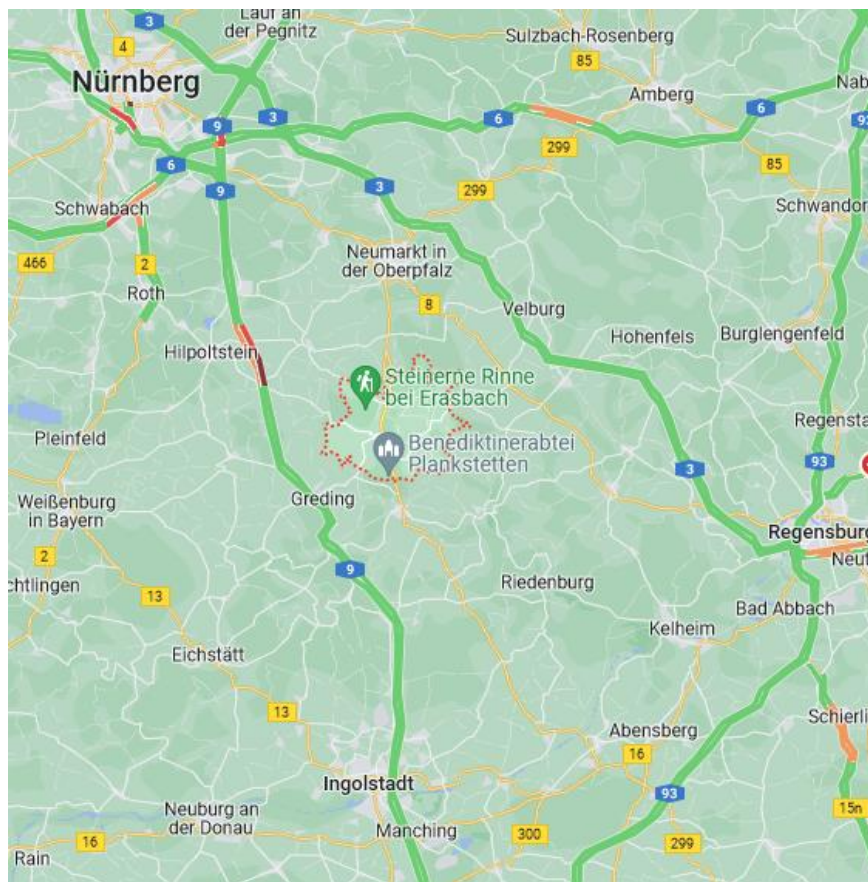 3
Lauf an
der Pegnitz
4
Sulzbach-Rosenberg
85
Nürnberg
Amberg
Nab
9
3
6
6
93
6
299
9
3
299
85
Schwabach
Schwandor
466
2
Neumarkt in
der Oberpfalz
Roth
8
Velburg
Hohenfels
Burglengenfeld
Hilpoltstein
Steinerne Rinne
bei Erasbach
Pleinfeld
Regensta
Benediktinerabtei
Plankstetten
93
3
Greding
Weißenburg
in Bayern
Regensburg
2
Neut
9
chtlingen
Riedenburg
13
Bad Abbach
Kelheim
Eichstätt
13
Schierli
Abensberg
16
Ingolstadt
93
Neuburg an
der Donau
15n
16
Manching
300
299
Rain